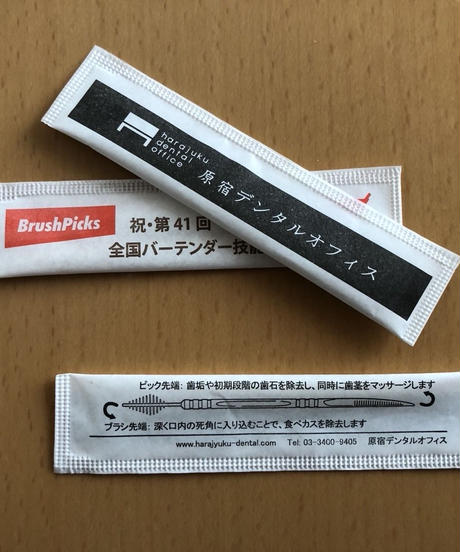 harajuku
dental
office
原宿デンタルオフィス
BrushPicks
祝・第41回
全国バーテンダー技能
ピック先端: 歯垢や初期段階の歯石を除去し、同時に歯茎をマッサージします
ブラシ先端: 深く口内の死角に入り込むことで、食べカスを除去します
www.harajyuku-dental.com Tel: 03-3400-9405 原宿デンタルオフィス